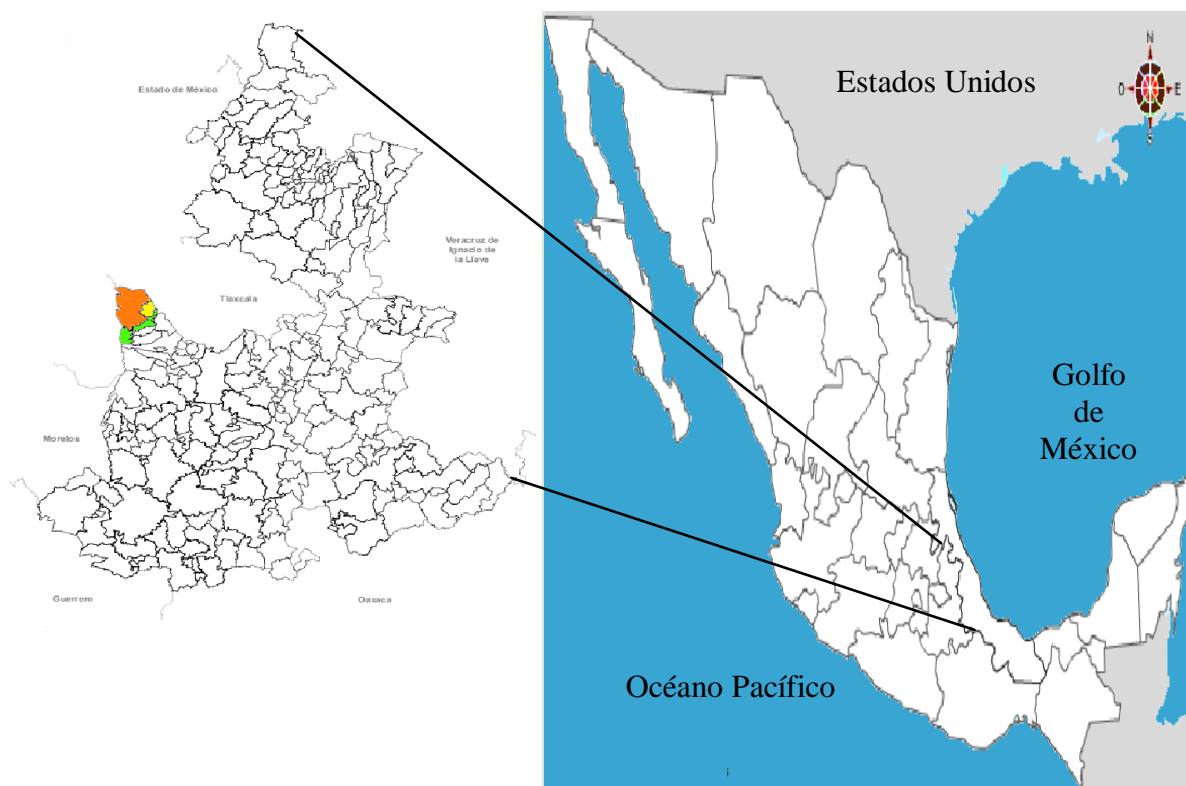 Estado de México
Veracruz de
Ignacio de
la Llave
Tlaxcala
Morelos
Guerrero
Oaxaca
Estados Unidos
N
O
E
S
Golfo
de
México
Océano Pacífico